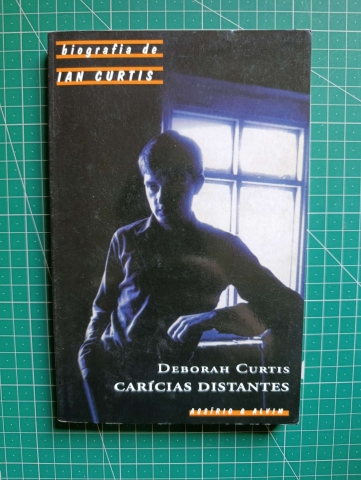 biografia de
IAN CURTIS
DEBORAH CURTIS
CARÍCIAS DISTANTES
ASSÍRIO & ALVIM